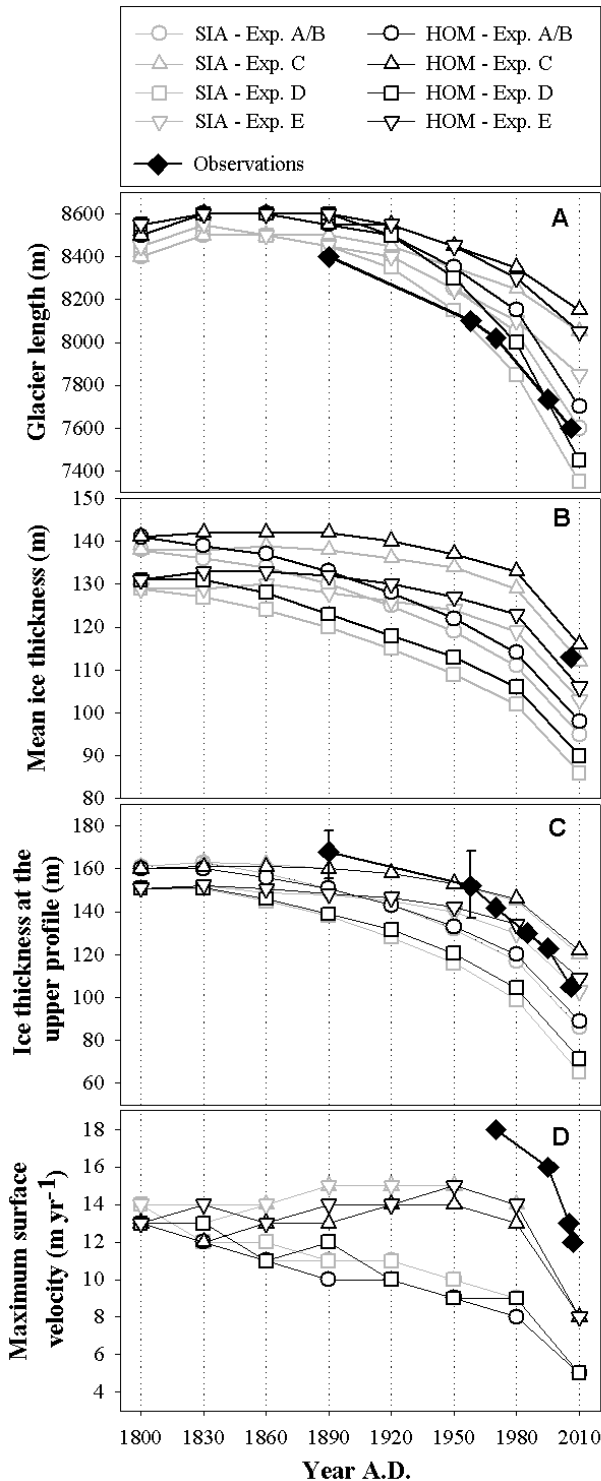 SIA - Exp. A/B HOM - Exp. A/B
SIA - Exp. C HOM - Exp. C
SIA - Exp. D HOM - Exp. D
SIA - Exp. E HOM - Exp. E
Observations
A
Glacier length (m)
8600
8400
8200
8000
7800
7600
7400
B
Mean ice thickness (m)
150
140
130
120
110
100
90
80
C
Ice thickness at the
upper profile (m)
180
160
140
120
100
80
60
D
Maximum surface
velocity (m yr⁻¹)
18
16
14
12
10
8
6
4
1800 1830 1860 1890 1920 1950 1980 2010
Year A.D.